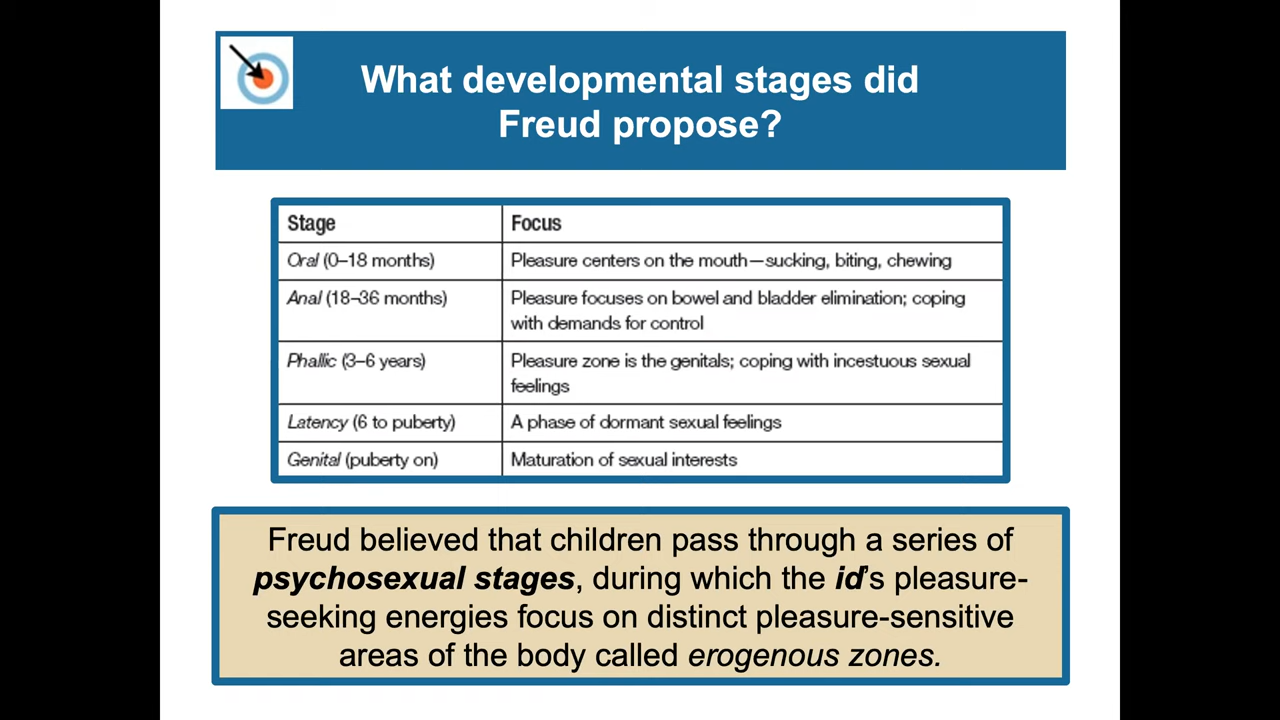 What developmental stages did
Freud propose?
Stage Focus
Oral (0–18 months) Pleasure centers on the mouth—sucking, biting, chewing
Anal (18–36 months) Pleasure focuses on bowel and bladder elimination; coping
with demands for control
Phallic (3–6 years) Pleasure zone is the genitals; coping with incestuous sexual
feelings
Latency (6 to puberty) A phase of dormant sexual feelings
Genital (puberty on) Maturation of sexual interests
Freud believed that children pass through a series of
psychosexual stages, during which the id's pleasure-
seeking energies focus on distinct pleasure-sensitive
areas of the body called erogenous zones.